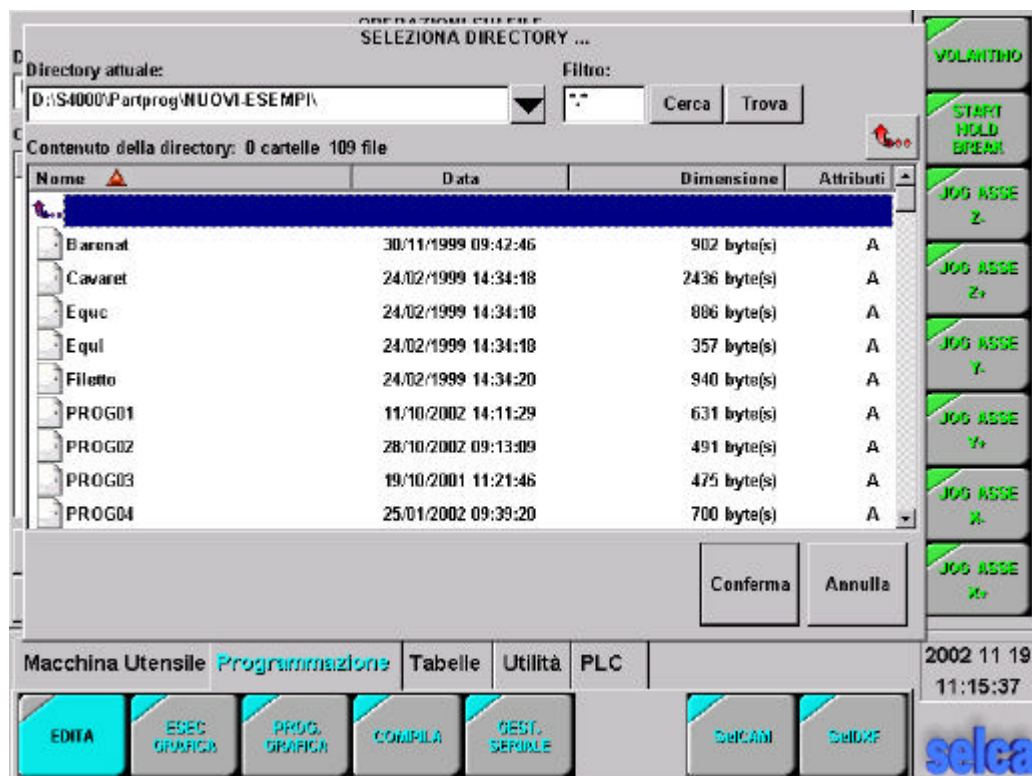 OPERAZIONI SUL FILE
SELEZIONA DIRECTORY ...
Directory attuale:
Filtro:
D:\S4000\Partprog\NUOVI-ESEMPI\
*.*
Cerca
Trova
Contenuto della directory: 0 cartelle 109 file
Nome Data Dimensione Attributi
Barenat 30/11/1999 09:42:46 902 byte(s) A
Cavaret 24/02/1999 14:34:18 2436 byte(s) A
Equc 24/02/1999 14:34:18 886 byte(s) A
Equl 24/02/1999 14:34:18 357 byte(s) A
Filetto 24/02/1999 14:34:20 940 byte(s) A
PROG01 11/10/2002 14:11:29 631 byte(s) A
PROG02 28/10/2002 09:13:09 491 byte(s) A
PROG03 19/10/2001 11:21:46 475 byte(s) A
PROG04 25/01/2002 09:39:20 700 byte(s) A
Conferma
Annulla
VOLANTINO
START
HOLD
BREAK
JOG ASSE
Z-
JOG ASSE
Z+
JOG ASSE
Y-
JOG ASSE
Y+
JOG ASSE
X-
JOG ASSE
X+
Macchina Utensile Programmazione Tabelle Utilità PLC
2002 11 19
11:15:37
EDITA
ESEC
GRAFICA
PROG.
GRAFICA
COMPILA
GEST.
SERIALE
SelCAM
SelDXF
selca